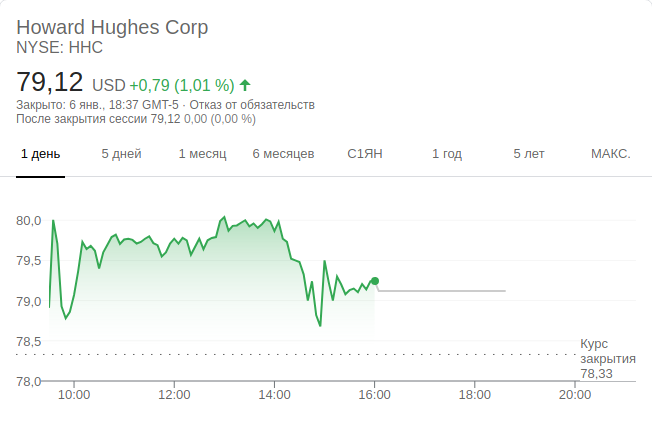 Howard Hughes Corp
NYSE: HHC
79,12 USD +0,79 (1,01 %)
Закрыто: 6 янв., 18:37 GMT-5 · Отказ от обязательств
После закрытия сессии 79,12 0,00 (0,00 %)
1 день 5 дней 1 месяц 6 месяцев С1ЯН 1 год 5 лет МАКС.
80,0
79,5
79,0
78,5
Курс
закрытия
78,33
78,0
10:00 12:00 14:00 16:00 18:00 20:00